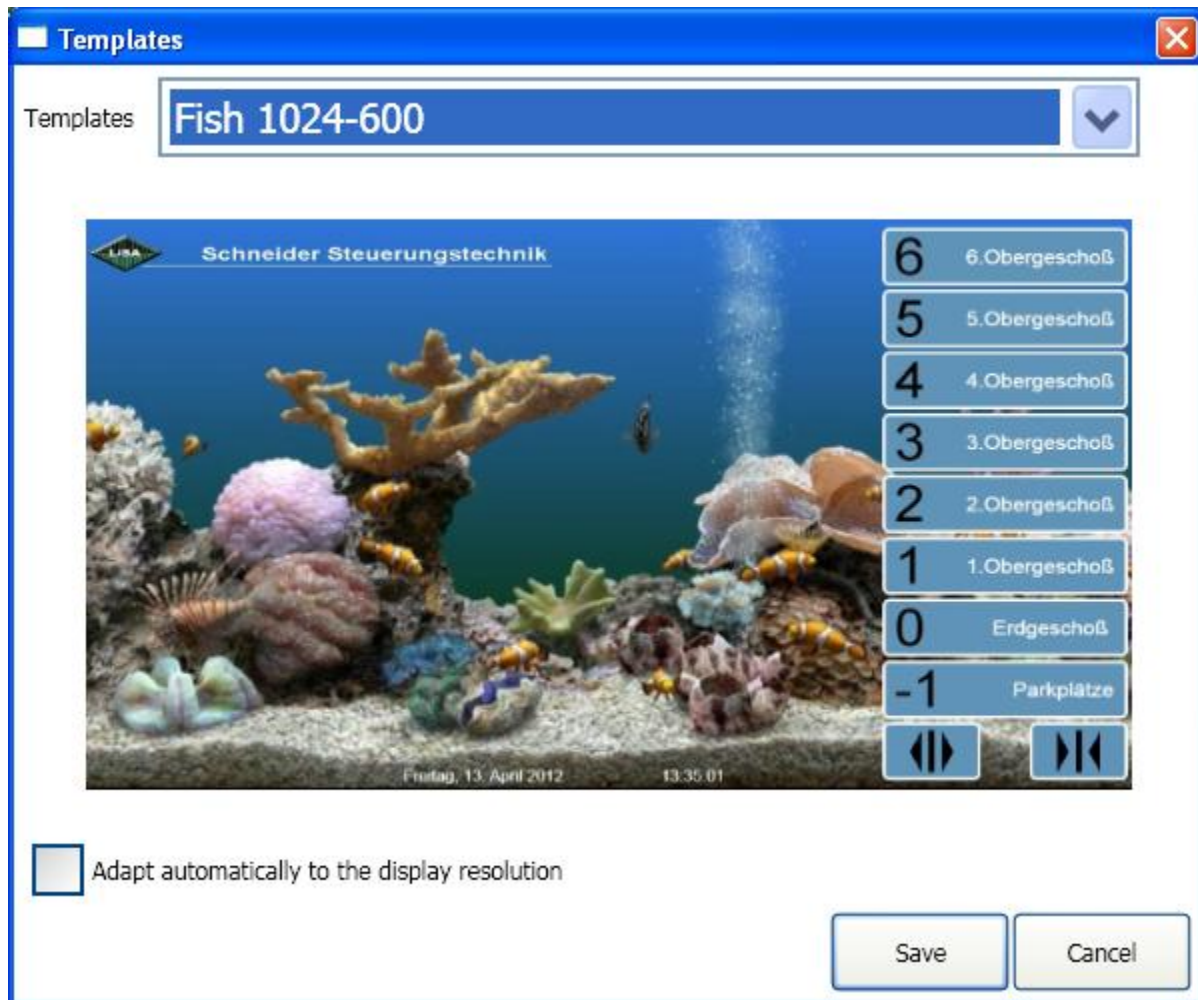 Templates
Templates Fish 1024-600
LISA
Schneider Steuerungstechnik
6 6.Obergeschoß
5 5.Obergeschoß
4 4.Obergeschoß
3 3.Obergeschoß
2 2.Obergeschoß
1 1.Obergeschoß
0 Erdgeschoß
-1 Parkplätze
Freitag, 13. April 2012 13:35:01
Adapt automatically to the display resolution
Save Cancel